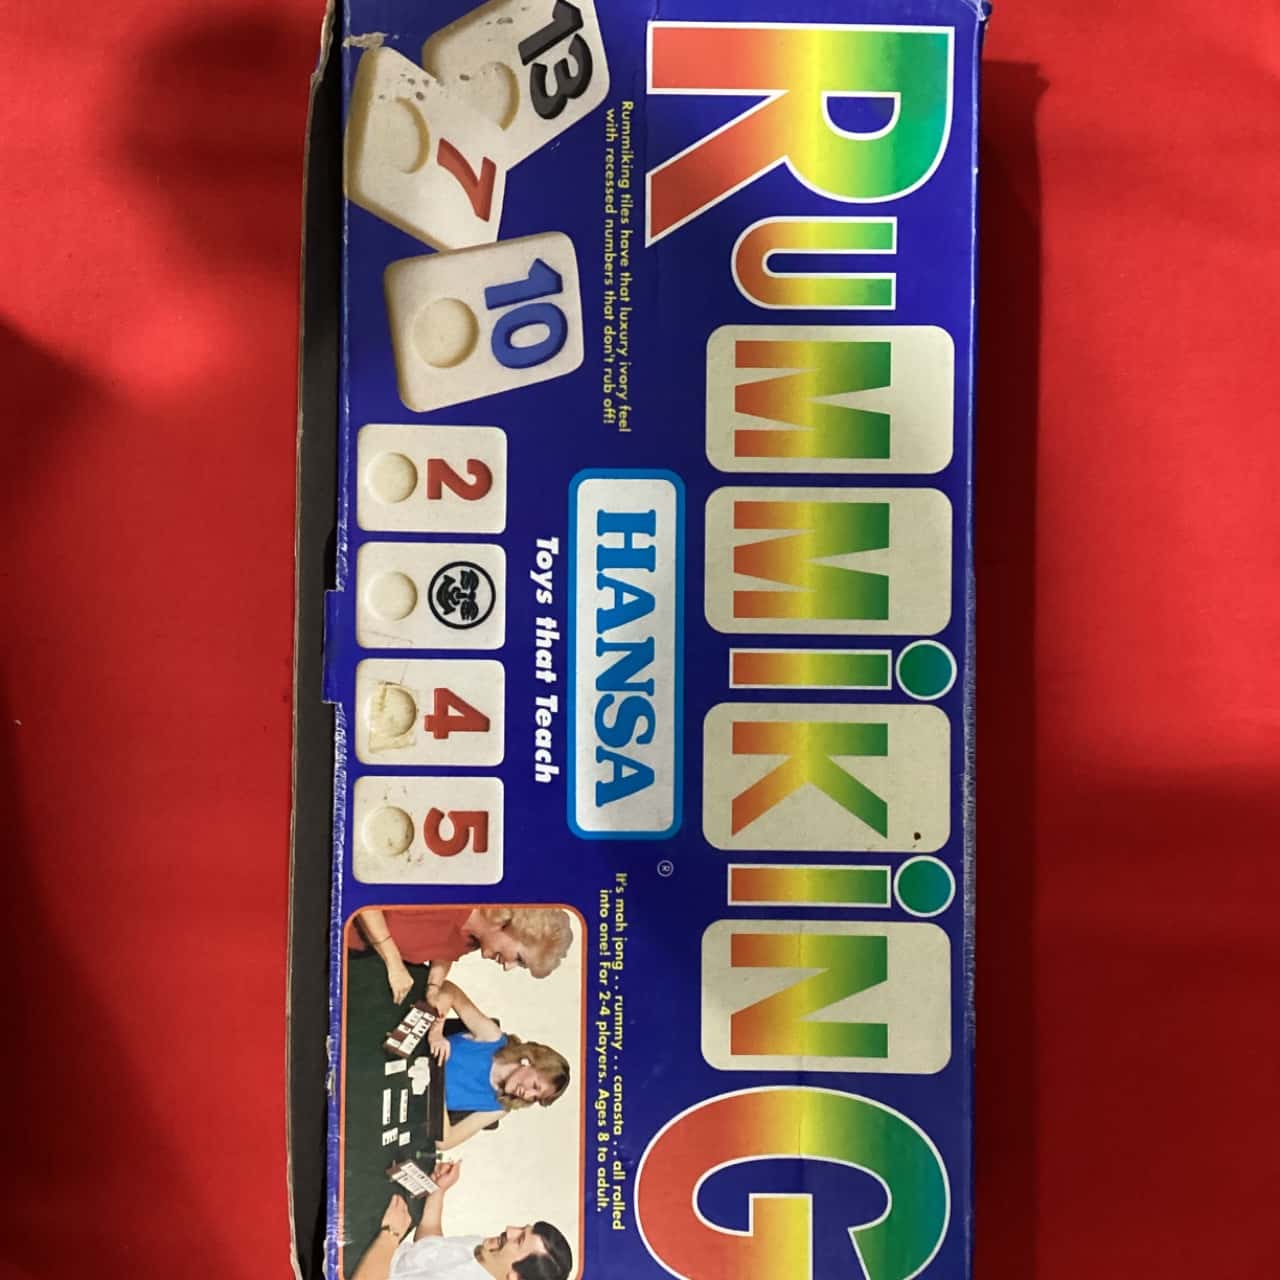 RUMMiKiNG
13
7
10
Rummiking tiles have that luxury ivory feel
with recessed numbers that don't rub off!
HANSA
®
Toys that Teach
It's mah jong . . rummy . . canasta . . all rolled
into one! For 2-4 players. Ages 8 to adult.
2
4
5